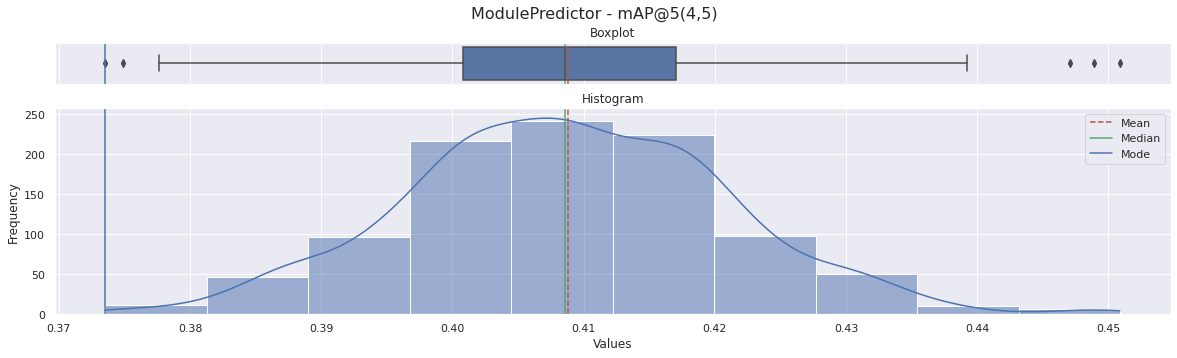 ModulePredictor - mAP@5(4,5)
Boxplot
Histogram
250
200
150
100
50
0
Frequency
Mean
Median
Mode
0.37 0.38 0.39 0.40 0.41 0.42 0.43 0.44 0.45
Values